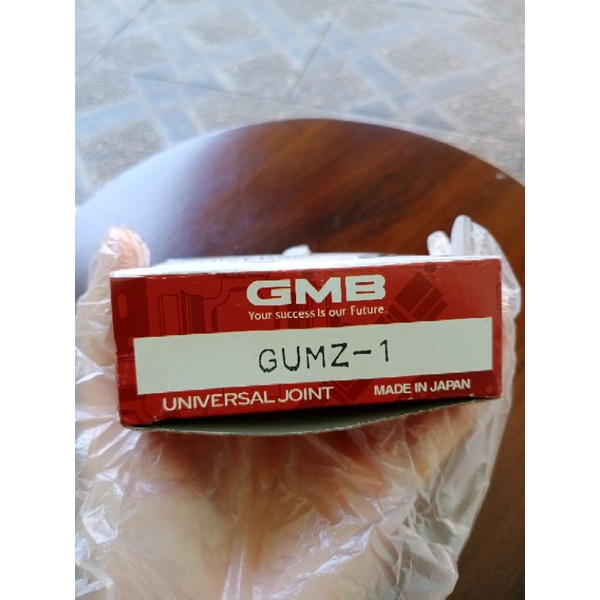 GMB
Your success is our Future.
GUMZ-1
UNIVERSAL JOINT MADE IN JAPAN